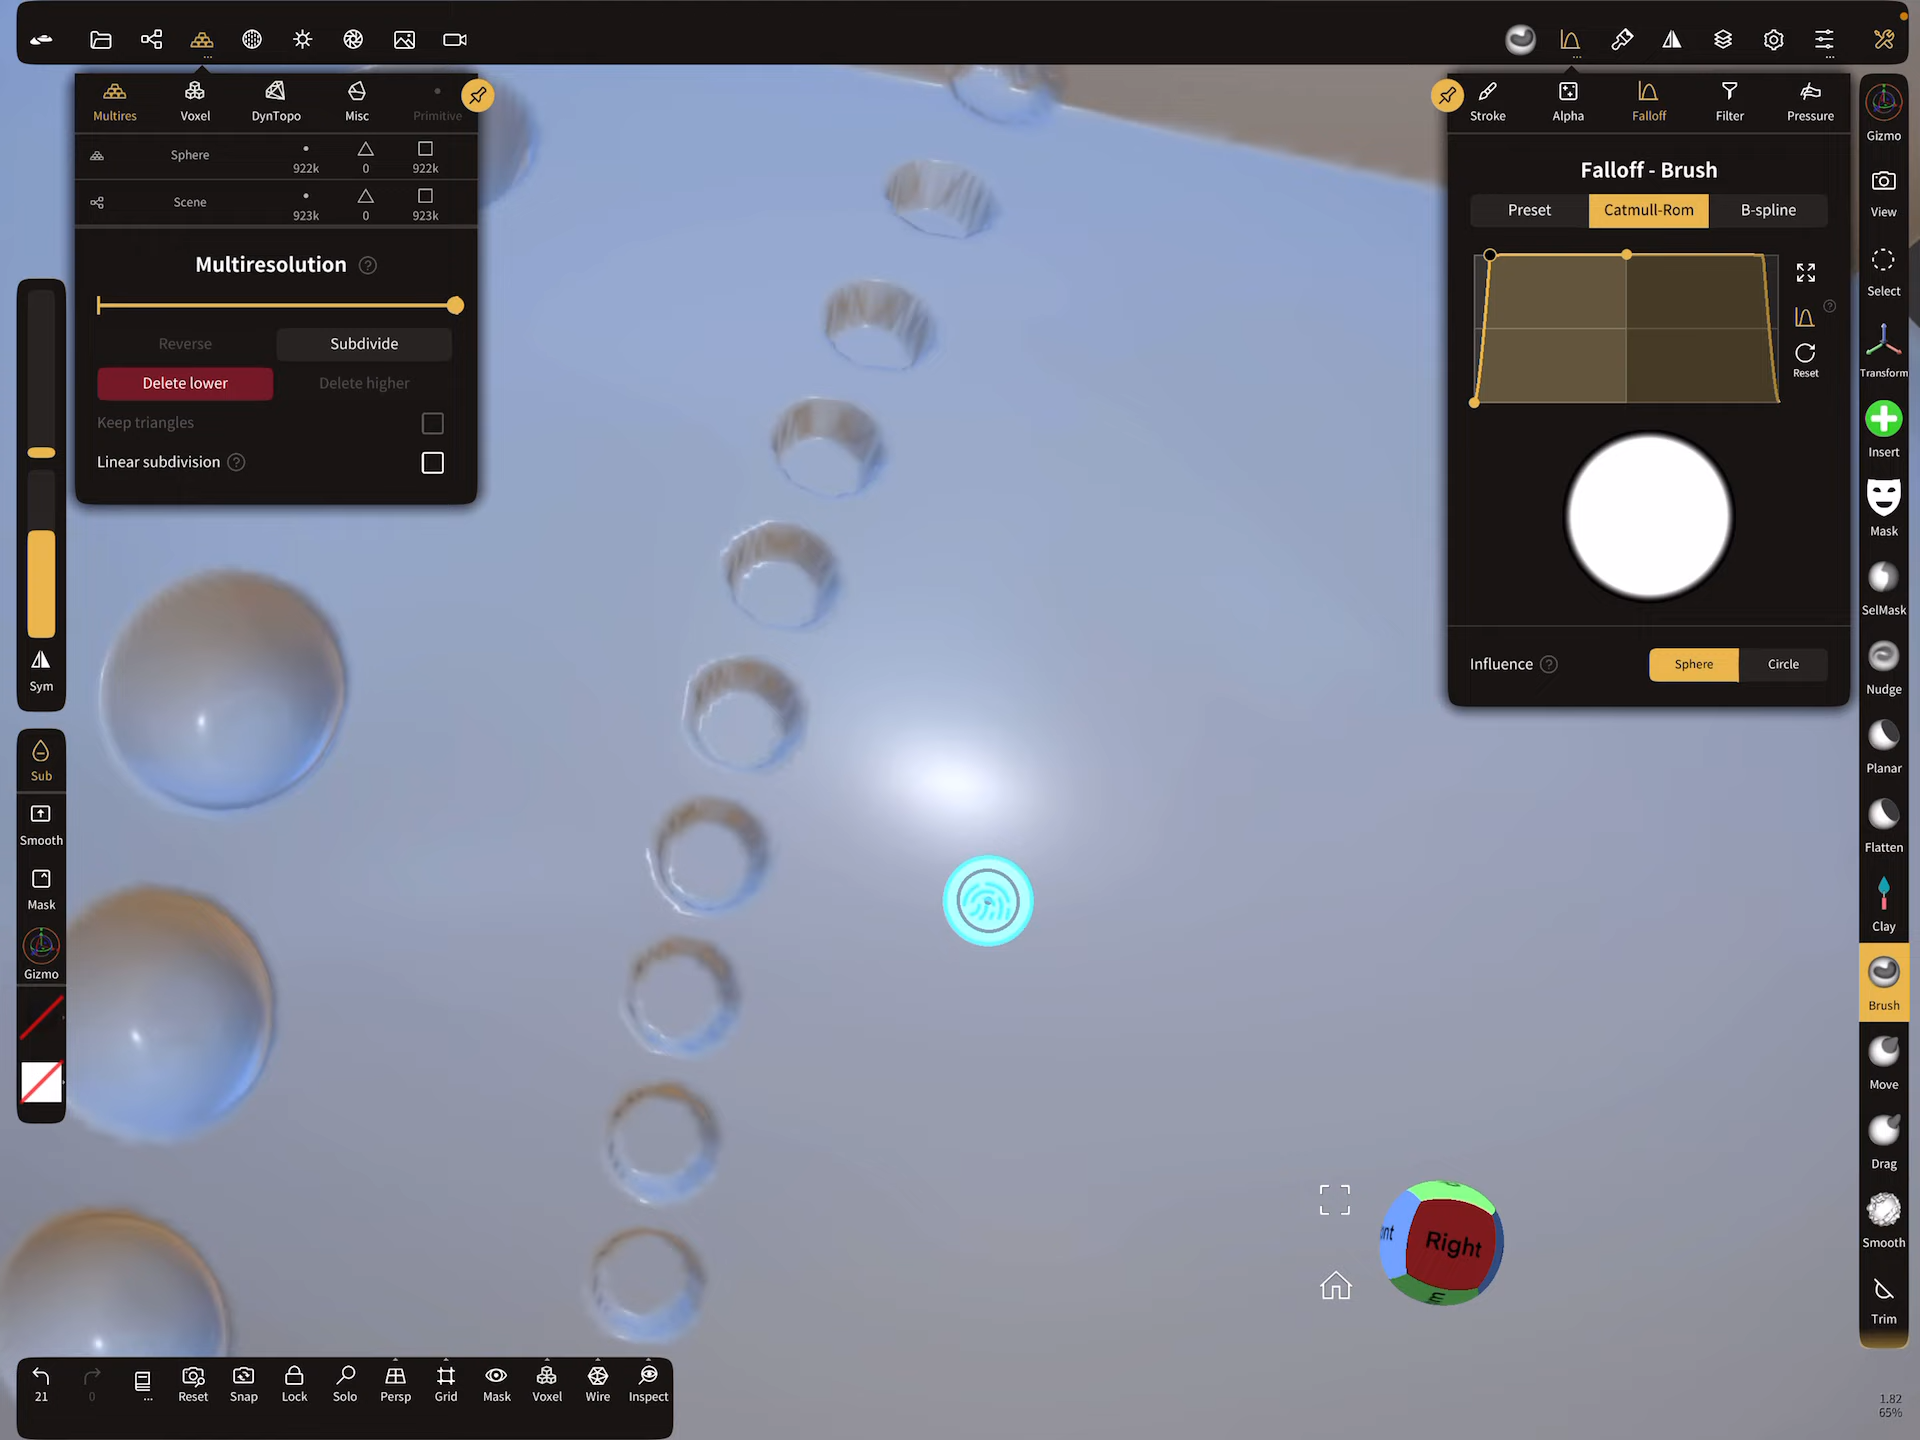 Multires
Voxel
DynTopo
Misc
Primitive
Sphere
922k
0
922k
Scene
923k
0
923k
Multiresolution ?
Reverse
Subdivide
Delete lower
Delete higher
Keep triangles
Linear subdivision ?
Sym
Sub
Smooth
Mask
Gizmo
21
0
...
Reset
Snap
Lock
Solo
Persp
Grid
Mask
Voxel
Wire
Inspect
Stroke
Alpha
Falloff
Filter
Pressure
Falloff - Brush
Preset
Catmull-Rom
B-spline
?
Reset
Influence ?
Sphere
Circle
Right
Gizmo
View
Select
Transform
Insert
Mask
SelMask
Nudge
Planar
Flatten
Clay
Brush
Move
Drag
Smooth
Trim
1.82
65%